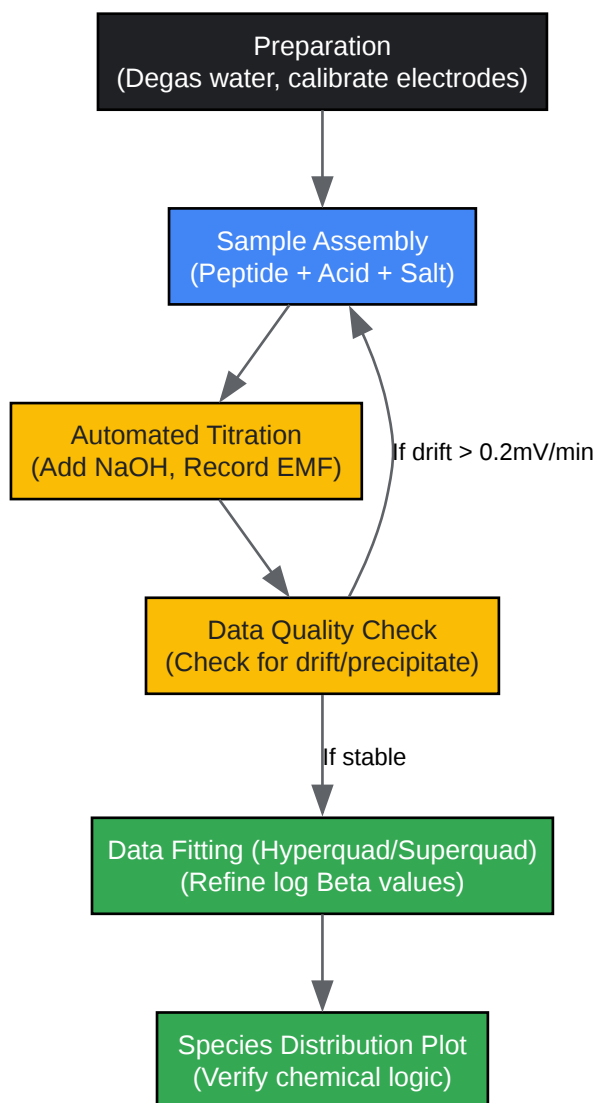 Preparation
(Degas water, calibrate electrodes)
Sample Assembly
(Peptide + Acid + Salt)
Automated Titration
(Add NaOH, Record EMF)
If drift > 0.2mV/min
Data Quality Check
(Check for drift/precipitate)
If stable
Data Fitting (Hyperquad/Superquad)
(Refine log Beta values)
Species Distribution Plot
(Verify chemical logic)